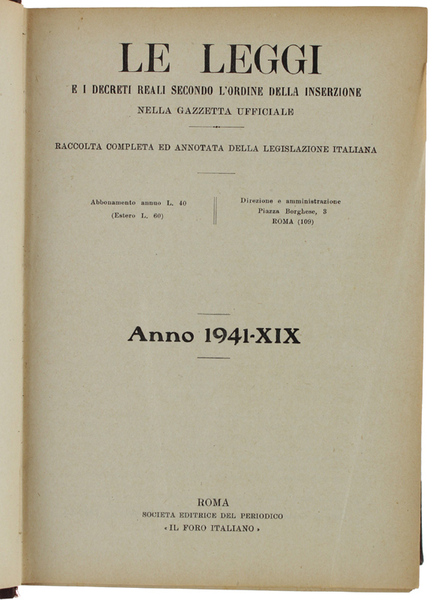 LE LEGGI
E I DECRETI REALI SECONDO L'ORDINE DELLA INSERZIONE
NELLA GAZZETTA UFFICIALE
RACCOLTA COMPLETA ED ANNOTATA DELLA LEGISLAZIONE ITALIANA
Abbonamento annuo L. 40
(Estero L. 60)
Direzione e amministrazione
Piazza Borghese, 3
ROMA (109)
Anno 1941-XIX
ROMA
SOCIETÀ EDITRICE DEL PERIODICO
« IL FORO ITALIANO »